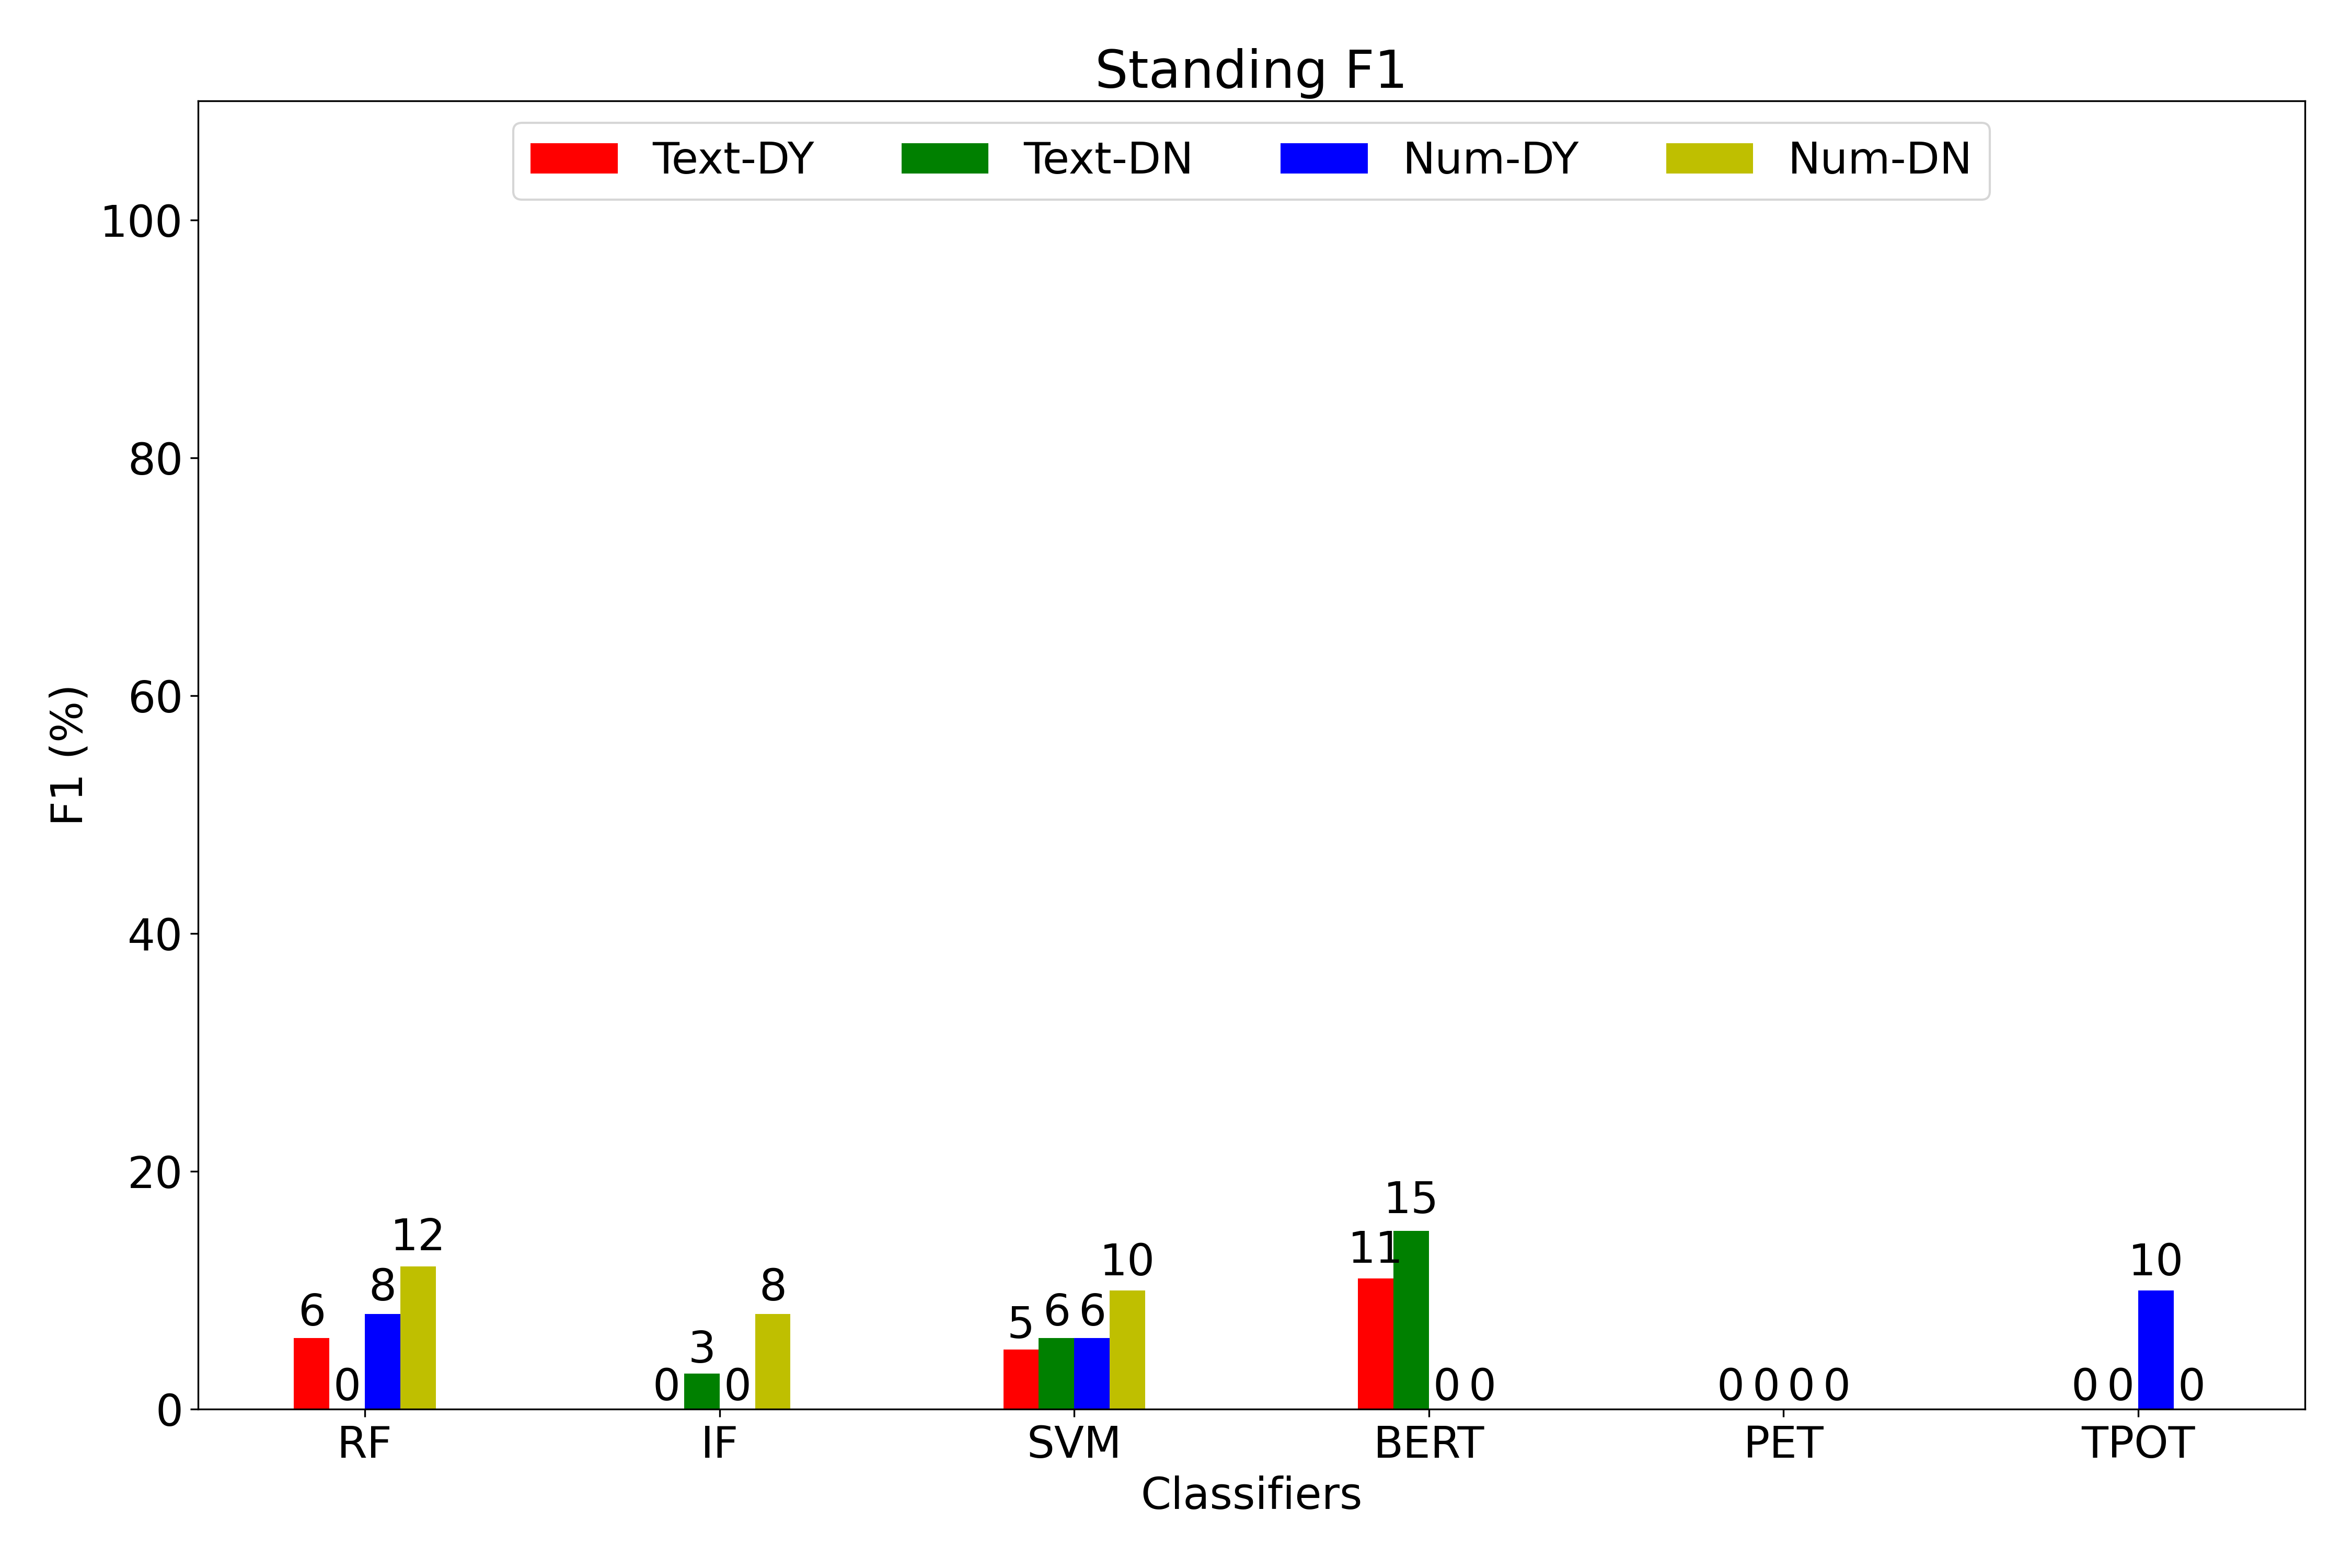 Standing F1
Text-DY Text-DN Num-DY Num-DN
100
80
60
40
20
0
F1 (%)
6 0 8 12
0 3 0 8
5 6 6 10
11 15 0 0
0 0 0 0
0 0 10 0
RF IF SVM BERT PET TPOT
Classifiers